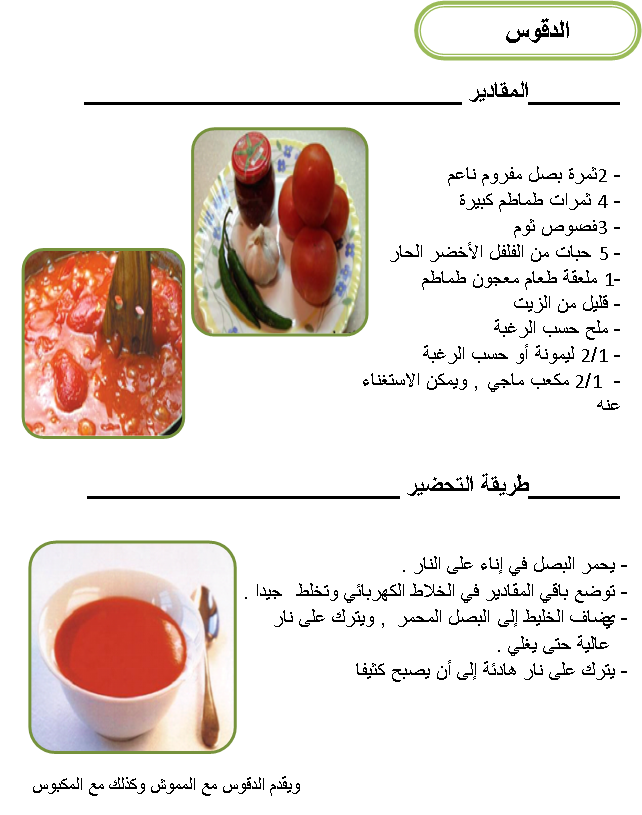 الدقوس
المقادير
- 2ثمرة بصل مفروم ناعم
- 4 ثمرات طماطم كبيرة
- 3فصوص ثوم
- 5 حبات من الفلفل الأخضر الحار
-1 ملعقة طعام معجون طماطم
- قليل من الزيت
- ملح حسب الرغبة
- 2/1 ليمونة أو حسب الرغبة
- 2/1 مكعب ماجي , ويمكن الاستغناء
عنه
طريقة التحضير
- يحمر البصل في إناء على النار .
- توضع باقي المقادير في الخلاط الكهربائي وتخلط جيدا .
- يضاف الخليط إلى البصل المحمر , ويترك على نار
عالية حتى يغلي .
- يترك على نار هادئة إلى أن يصبح كثيفا
ويقدم الدقوس مع المموش وكذلك مع المكبوس